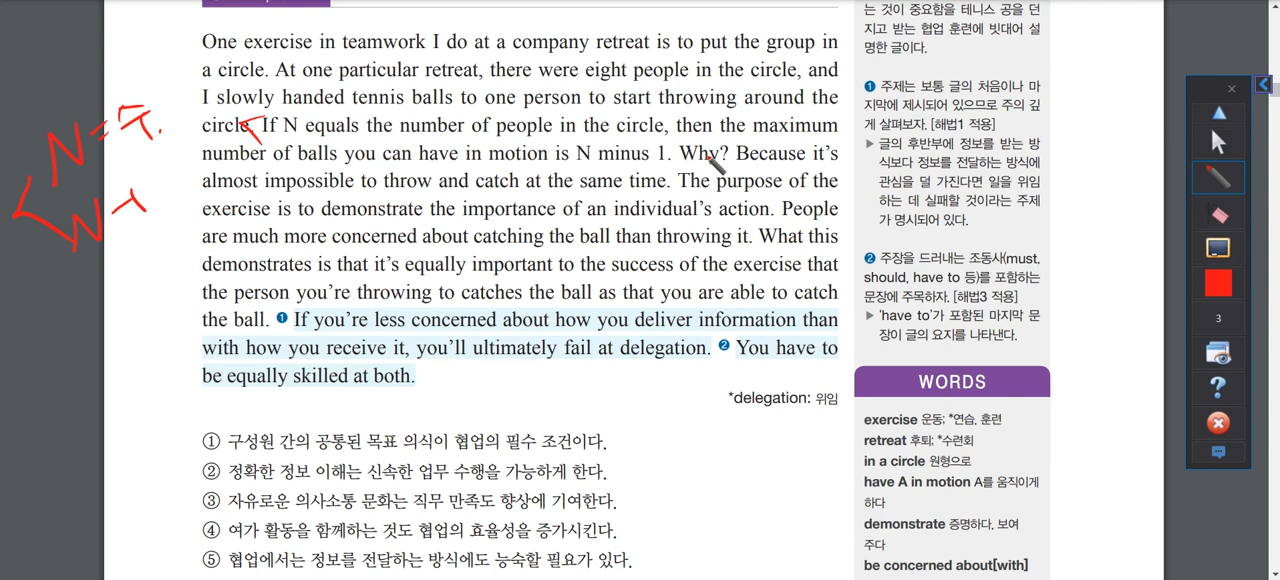 One exercise in teamwork I do at a company retreat is to put the group in
a circle. At one particular retreat, there were eight people in the circle, and
I slowly handed tennis balls to one person to start throwing around the
circle. If N equals the number of people in the circle, then the maximum
number of balls you can have in motion is N minus 1. Why? Because it's
almost impossible to throw and catch at the same time. The purpose of the
exercise is to demonstrate the importance of an individual's action. People
are much more concerned about catching the ball than throwing it. What this
demonstrates is that it's equally important to the success of the exercise that
the person you're throwing to catches the ball as that you are able to catch
the ball. ❶ If you're less concerned about how you deliver information than
with how you receive it, you'll ultimately fail at delegation. ❷ You have to
be equally skilled at both.
*delegation: 위임
① 구성원 간의 공통된 목표 의식이 협업의 필수 조건이다.
② 정확한 정보 이해는 신속한 업무 수행을 가능하게 한다.
③ 자유로운 의사소통 문화는 직무 만족도 향상에 기여한다.
④ 여가 활동을 함께하는 것도 협업의 효율성을 증가시킨다.
⑤ 협업에서는 정보를 전달하는 방식에도 능숙할 필요가 있다.
는 것이 중요함을 테니스 공을 던
지고 받는 협업 훈련에 빗대어 설
명한 글이다.
❶ 주제는 보통 글의 처음이나 마
지막에 제시되어 있으므로 주의 깊
게 살펴보자. [해법1 적용]
▶ 글의 후반부에 정보를 받는 방
식보다 정보를 전달하는 방식에
관심을 덜 가진다면 일을 위임
하는 데 실패할 것이라는 주제
가 명시되어 있다.
❷ 주장을 드러내는 조동사(must,
should, have to 등)를 포함하는
문장에 주목하자. [해법3 적용]
▶ 'have to'가 포함된 마지막 문
장이 글의 요지를 나타낸다.
WORDS
exercise 운동; *연습, 훈련
retreat 후퇴; *수련회
in a circle 원형으로
have A in motion A를 움직이게
하다
demonstrate 증명하다, 보여
주다
be concerned about[with]
3